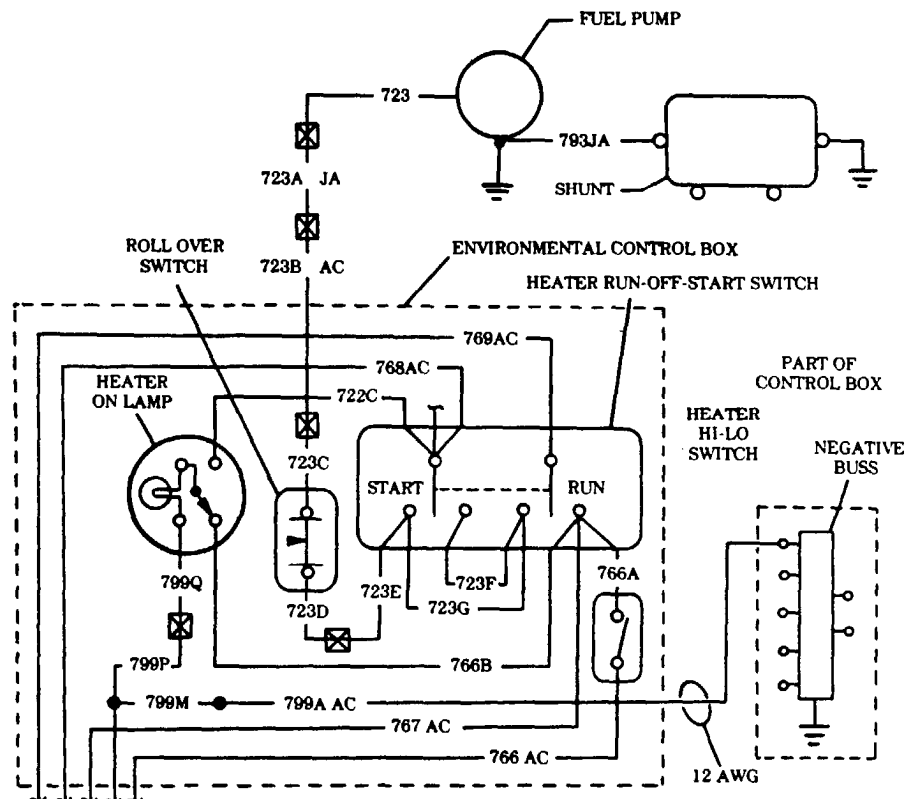 FUEL PUMP
723
793JA
SHUNT
723A JA
ROLL OVER
SWITCH
723B AC
ENVIRONMENTAL CONTROL BOX
HEATER RUN-OFF-START SWITCH
769AC
768AC
HEATER
ON LAMP
722C
PART OF
CONTROL BOX
HEATER
HI-LO
SWITCH
NEGATIVE
BUSS
723C
START
RUN
799Q
723E
723F
766A
723D
723G
799P
766B
799M
799A AC
767 AC
766 AC
12 AWG